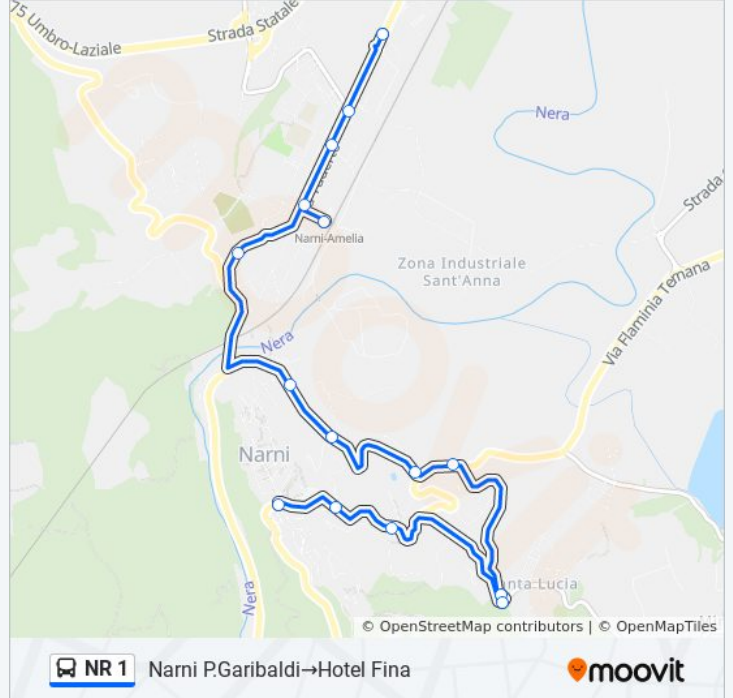 75 Umbro-Laziale
Strada Statale
Nera
Strada
Narni-Amelia
Zona Industriale
Sant'Anna
Via Flaminia Ternana
Nera
Narni
Santa Lucia
Nera
© OpenStreetMap contributors | © OpenMapTiles
NR 1 Narni P.Garibaldi→Hotel Fina
moovit